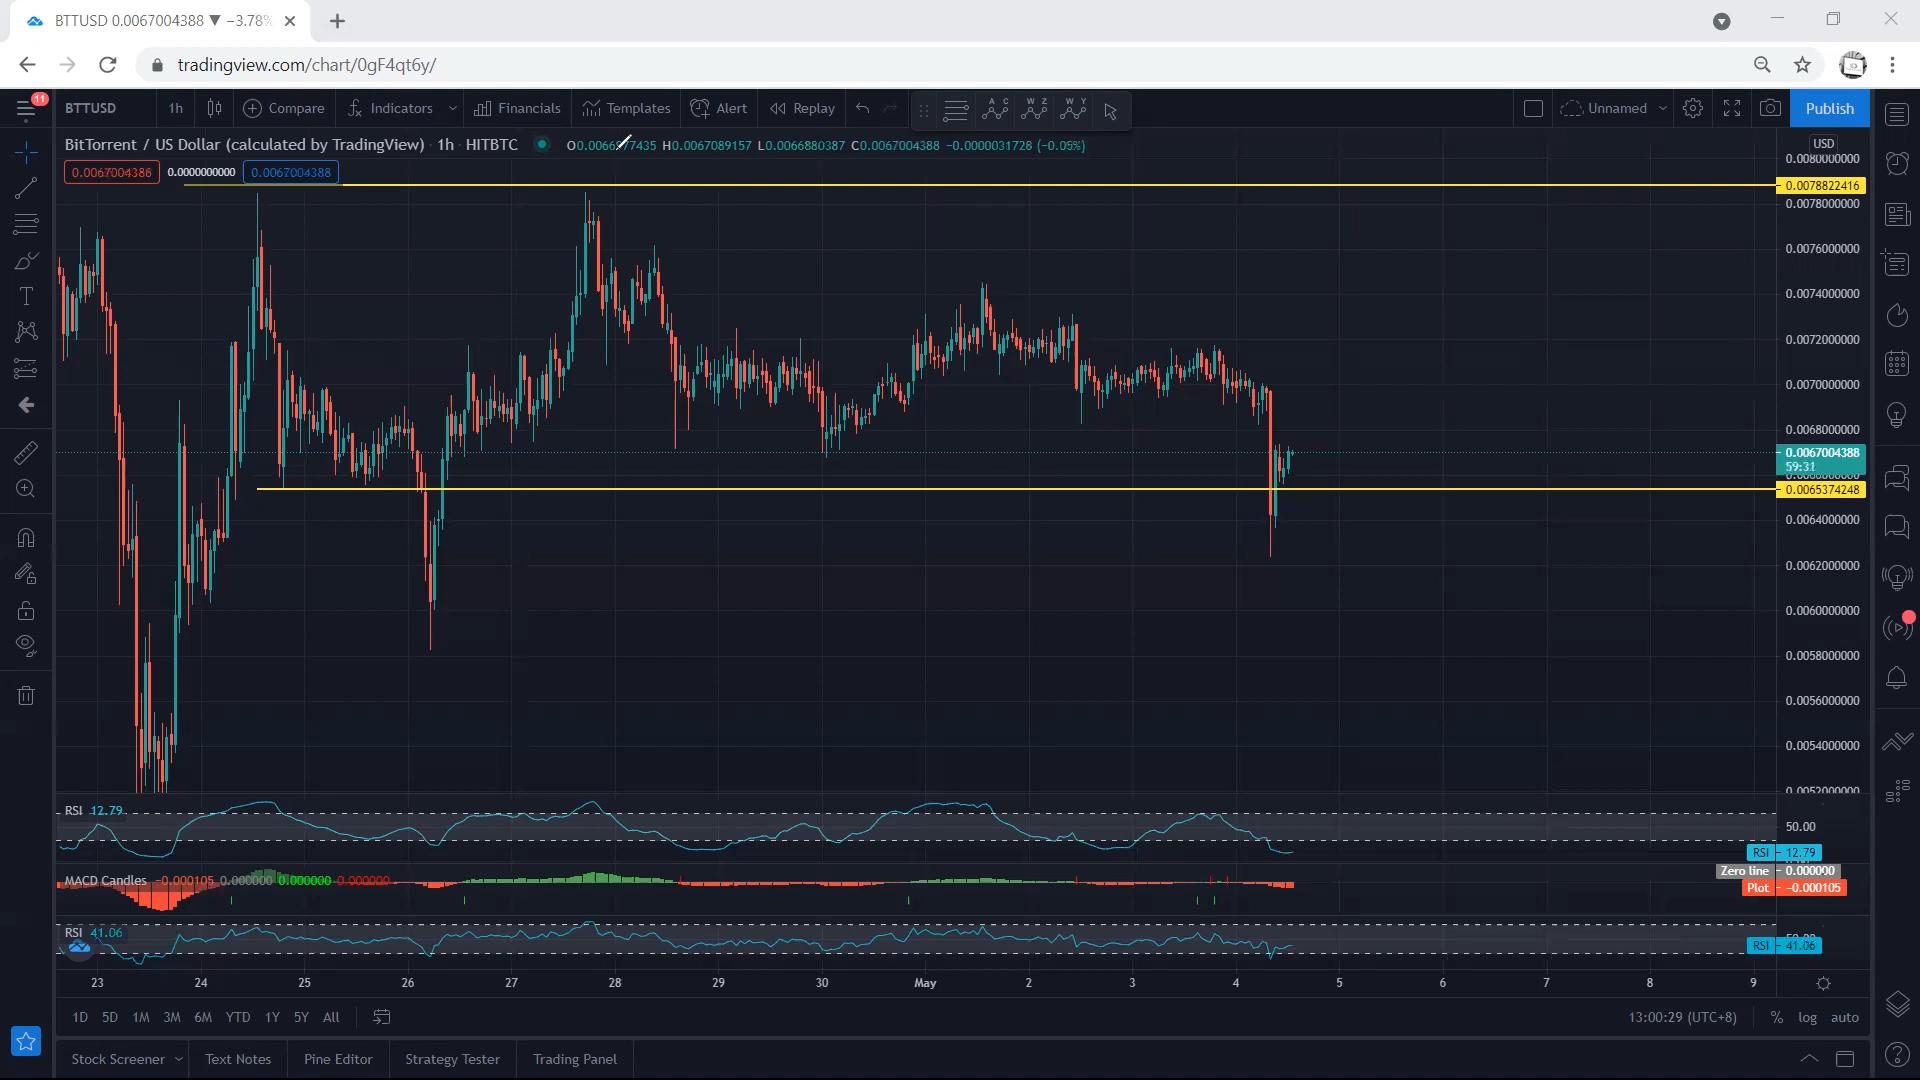 BTTUSD 0.0067004388 ▼ −3.78%
tradingview.com/chart/0gF4qt6y/
11
BTTUSD 1h Compare Indicators Financials Templates Alert Replay Unnamed Publish
A C W Z W Y
BitTorrent / US Dollar (calculated by TradingView) · 1h · HITBTC H0.0067089157 L0.0066880387 C0.0067004388 −0.0000031728 (−0.05%)
0.0067004386 0.0000000000 0.0067004388
USD
0.0080000000
0.0078822416
0.0078000000
0.0076000000
0.0074000000
0.0072000000
0.0070000000
0.0068000000
0.0067004388
59:31
0.0065374248
0.0064000000
0.0062000000
0.0060000000
0.0058000000
0.0056000000
0.0054000000
0.0052000000
RSI 12.79
50.00
RSI 12.79
MACD Candles −0.000105 0.000000 0.000000 0.000000
Zero line 0.000000
Plot −0.000105
RSI 41.06
RSI 41.06
23 24 25 26 27 28 29 30 May 2 3 4 5 6 7 8 9
1D 5D 1M 3M 6M YTD 1Y 5Y All 13:00:29 (UTC+8) % log auto
Stock Screener Text Notes Pine Editor Strategy Tester Trading Panel